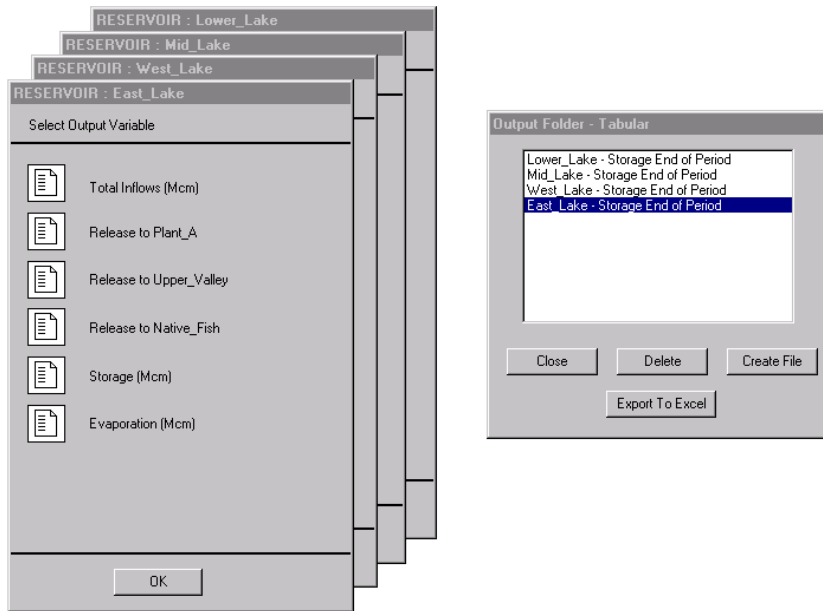 RESERVOIR : Lower_Lake
RESERVOIR : Mid_Lake
RESERVOIR : West_Lake
RESERVOIR : East_Lake
Select Output Variable
Total Inflows (Mcm)
Release to Plant_A
Release to Upper_Valley
Release to Native_Fish
Storage (Mcm)
Evaporation (Mcm)
OK
Output Folder - Tabular
Lower_Lake - Storage End of Period
Mid_Lake - Storage End of Period
West_Lake - Storage End of Period
East_Lake - Storage End of Period
Close Delete Create File
Export To Excel